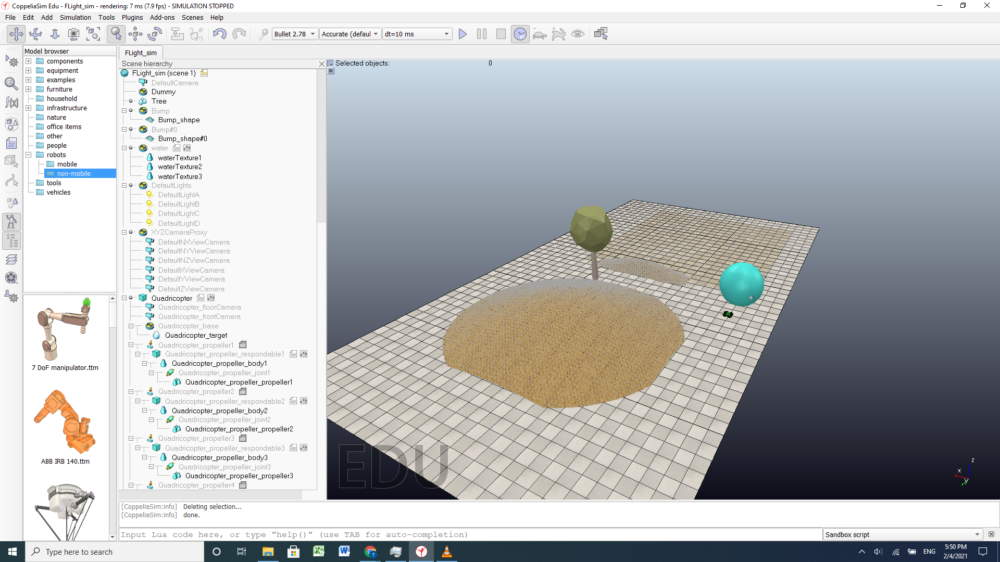 CoppeliaSim Edu - FLight_sim - rendering: 7 ms (7.9 fps) - SIMULATION STOPPED
File Edit Add Simulation Tools Plugins Add-ons Scenes Help
Bullet 2.78 Accurate (defaul dt=10 ms
Model browser
components
equipment
examples
furniture
household
infrastructure
nature
office items
other
people
robots
mobile
non-mobile
tools
vehicles
7 DoF manipulator.ttm
ABB IRB 140.ttm
FLight_sim
Scene hierarchy
FLight_sim (scene 1)
DefaultCamera
Dummy
Tree
Bump
Bump_shape
Bump#0
Bump_shape#0
water
waterTexture1
waterTexture2
waterTexture3
DefaultLights
DefaultLightA
DefaultLightB
DefaultLightC
DefaultLightD
XYZCameraProxy
DefaultNXViewCamera
DefaultNYViewCamera
DefaultNZViewCamera
DefaultXViewCamera
DefaultYViewCamera
DefaultZViewCamera
Quadricopter
Quadricopter_floorCamera
Quadricopter_frontCamera
Quadricopter_base
Quadricopter_target
Quadricopter_propeller1
Quadricopter_propeller_respondable1
Quadricopter_propeller_body1
Quadricopter_propeller_joint1
Quadricopter_propeller_propeller1
Quadricopter_propeller2
Quadricopter_propeller_respondable2
Quadricopter_propeller_body2
Quadricopter_propeller_joint2
Quadricopter_propeller_propeller2
Quadricopter_propeller3
Quadricopter_propeller_respondable3
Quadricopter_propeller_body3
Quadricopter_propeller_joint3
Quadricopter_propeller_propeller3
Quadricopter_propeller4
Selected objects: 0
EDU
z
x
y
[CoppeliaSim:info] Deleting selection...
[CoppeliaSim:info] done.
Input Lua code here, or type "help()" (use TAB for auto-completion)
Sandbox script
Type here to search
ENG
5:50 PM
2/4/2021